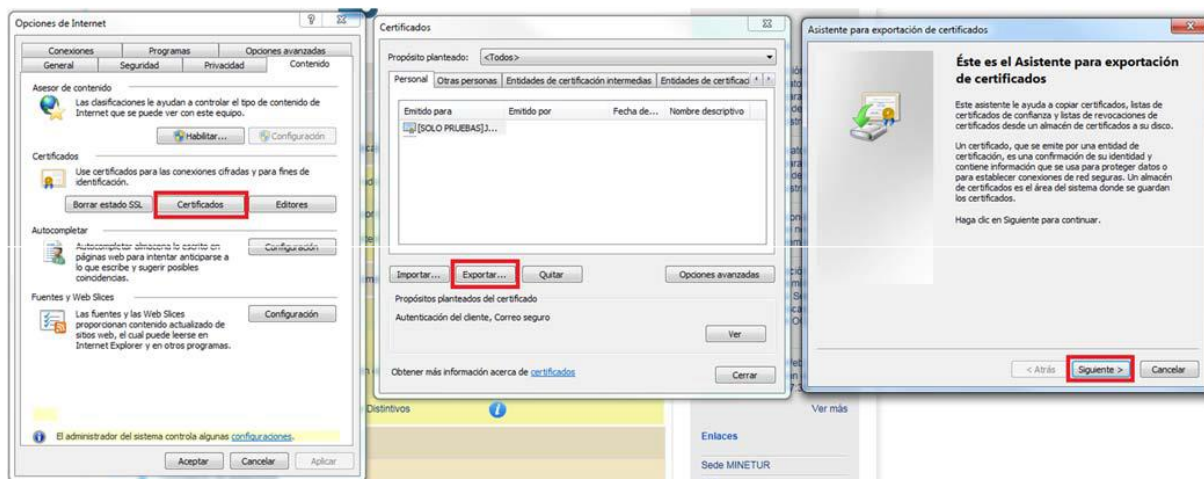 Opciones de Internet
Conexiones
Programas
Opciones avanzadas
General
Seguridad
Privacidad
Contenido
Asesor de contenido
Las clasificaciones le ayudan a controlar el tipo de contenido de
Internet que se puede ver con este equipo.
Habilitar...
Configuración
Certificados
Use certificados para las conexiones cifradas y para fines de
identificación.
Borrar estado SSL
Certificados
Editores
Autocompletar
Autocompletar almacena lo escrito en
páginas web para intentar anticiparse a
lo que escribe y sugerir posibles
coincidencias.
Configuración
Fuentes y Web Slices
Las fuentes y las Web Slices
proporcionan contenido actualizado de
sitios web, el cual puede leerse en
Internet Explorer y en otros programas.
Configuración
El administrador del sistema controla algunas configuraciones.
Aceptar
Cancelar
Aplicar
Certificados
Propósito planteado:
<Todos>
Personal
Otras personas
Entidades de certificación intermedias
Entidades de certificac
Emitido para
Emitido por
Fecha de...
Nombre descriptivo
[SOLO PRUEBAS]J...
Importar...
Exportar...
Quitar
Opciones avanzadas
Propósitos planteados del certificado
Autenticación del cliente, Correo seguro
Ver
Obtener más información acerca de certificados
Cerrar
Distintivos
Asistente para exportación de certificados
Éste es el Asistente para exportación
de certificados
Este asistente le ayuda a copiar certificados, listas de
certificados de confianza y listas de revocaciones de
certificados desde un almacén de certificados a su disco.
Un certificado, que se emite por una entidad de
certificación, es una confirmación de su identidad y
contiene información que se usa para proteger datos o
para establecer conexiones de red seguras. Un almacén
de certificados es el área del sistema donde se guardan
los certificados.
Haga clic en Siguiente para continuar.
< Atrás
Siguiente >
Cancelar
Ver más
Enlaces
Sede MINETUR